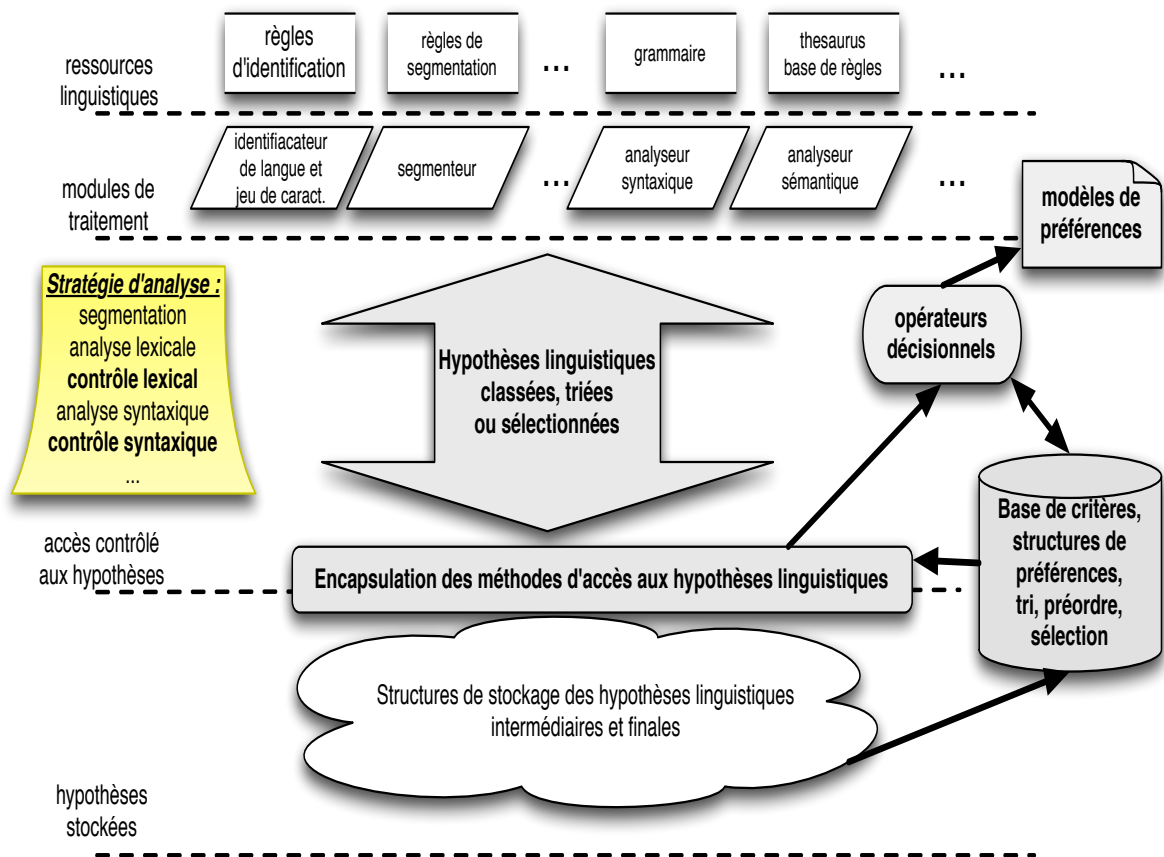 règles
d'identification
règles de
segmentation
...
grammaire
thesaurus
base de règles
...
ressources
linguistiques
identifiacateur
de langue et
jeu de caract.
segmenteur
...
analyseur
syntaxique
analyseur
sémantique
...
modules de
traitement
modèles de
préférences
Stratégie d'analyse :
segmentation
analyse lexicale
contrôle lexical
analyse syntaxique
contrôle syntaxique
...
Hypothèses linguistiques
classées, triées
ou sélectionnées
opérateurs
décisionnels
Base de critères,
structures de
préférences,
tri, préordre,
sélection
accès contrôlé
aux hypothèses
Encapsulation des méthodes d'accès aux hypothèses linguistiques
Structures de stockage des hypothèses linguistiques
intermédiaires et finales
hypothèses
stockées